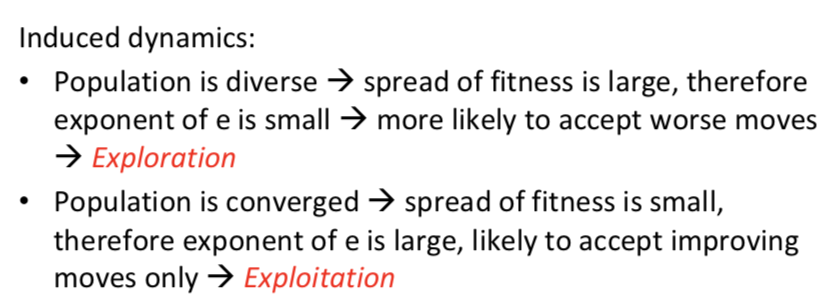 Induced dynamics:
• Population is diverse → spread of fitness is large, therefore
exponent of e is small → more likely to accept worse moves
→ Exploration
• Population is converged → spread of fitness is small,
therefore exponent of e is large, likely to accept improving
moves only → Exploitation